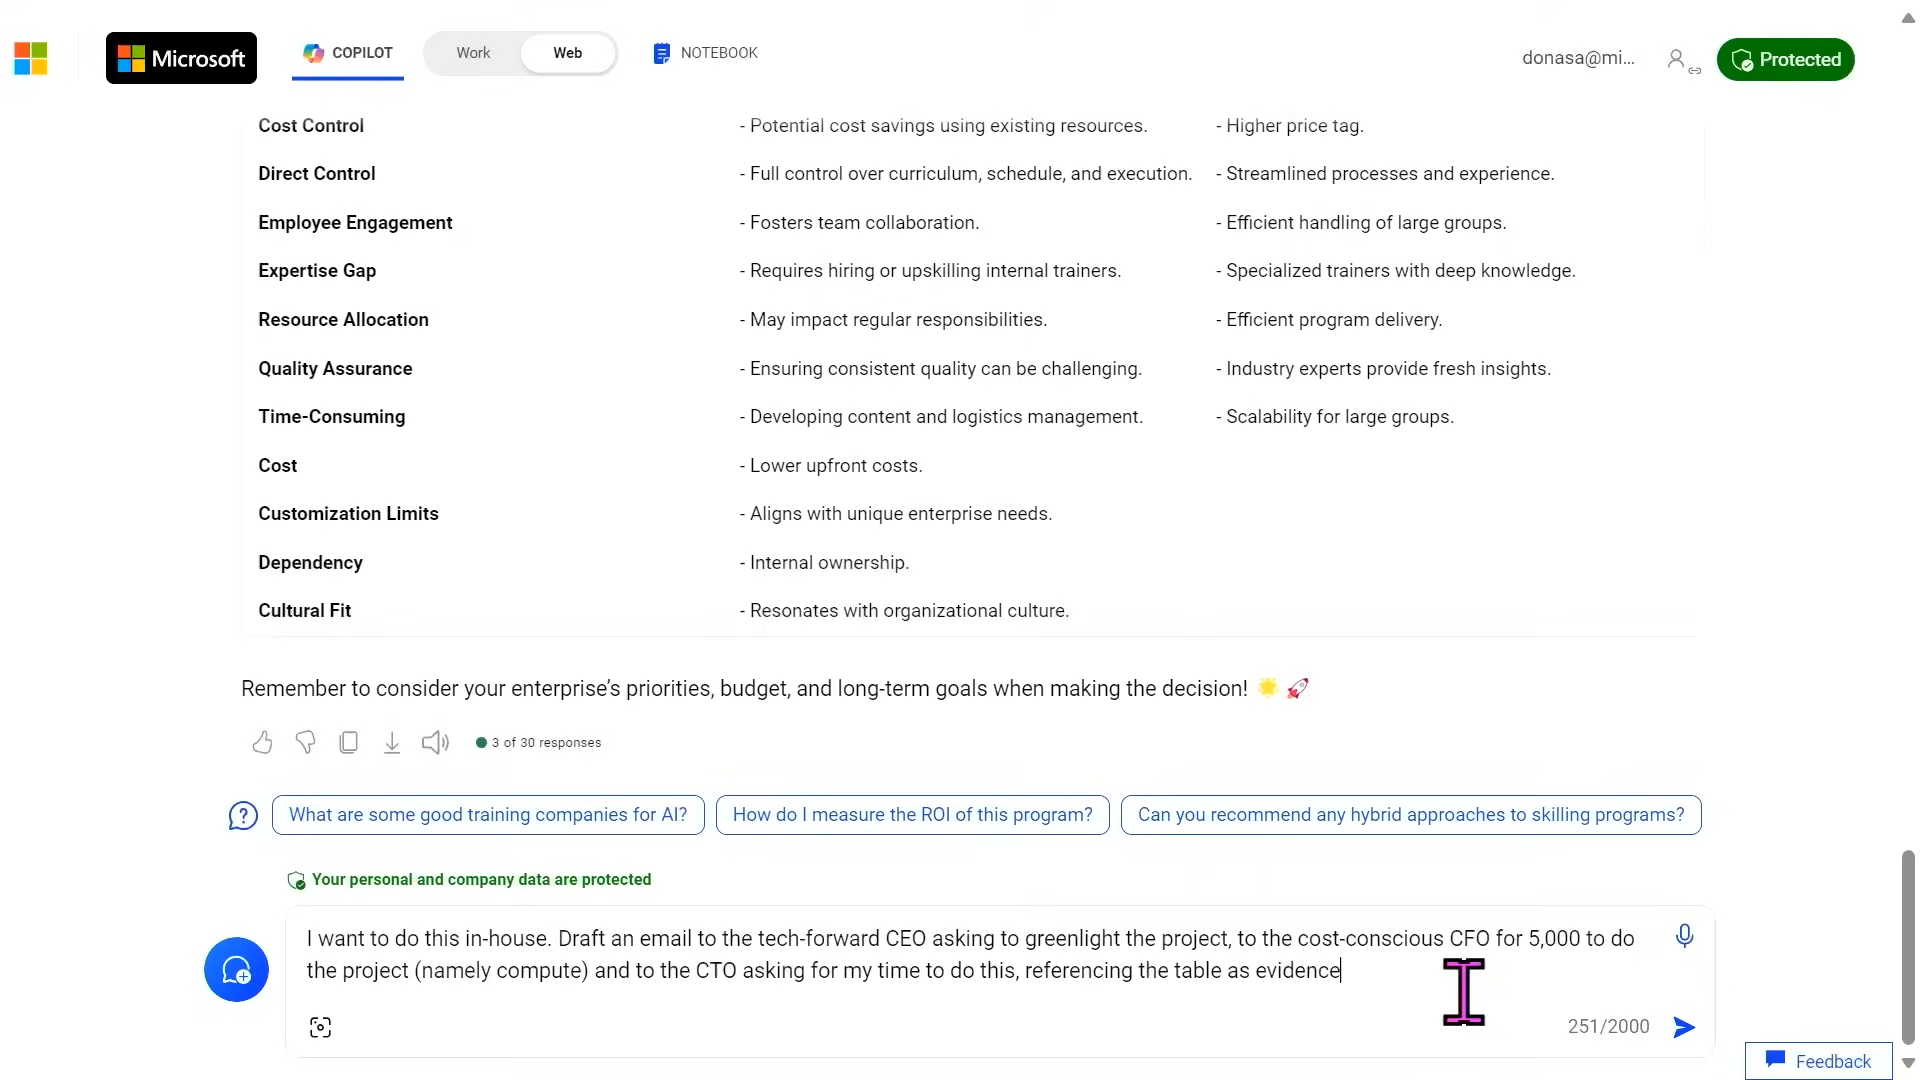 Microsoft
COPILOT
Work
Web
NOTEBOOK
donasa@mi...
Protected
Cost Control - Potential cost savings using existing resources. - Higher price tag.
Direct Control - Full control over curriculum, schedule, and execution. - Streamlined processes and experience.
Employee Engagement - Fosters team collaboration. - Efficient handling of large groups.
Expertise Gap - Requires hiring or upskilling internal trainers. - Specialized trainers with deep knowledge.
Resource Allocation - May impact regular responsibilities. - Efficient program delivery.
Quality Assurance - Ensuring consistent quality can be challenging. - Industry experts provide fresh insights.
Time-Consuming - Developing content and logistics management. - Scalability for large groups.
Cost - Lower upfront costs.
Customization Limits - Aligns with unique enterprise needs.
Dependency - Internal ownership.
Cultural Fit - Resonates with organizational culture.
Remember to consider your enterprise’s priorities, budget, and long-term goals when making the decision! 🌟 🚀
3 of 30 responses
What are some good training companies for AI?
How do I measure the ROI of this program?
Can you recommend any hybrid approaches to skilling programs?
Your personal and company data are protected
I want to do this in-house. Draft an email to the tech-forward CEO asking to greenlight the project, to the cost-conscious CFO for 5,000 to do
the project (namely compute) and to the CTO asking for my time to do this, referencing the table as evidence
251/2000
Feedback